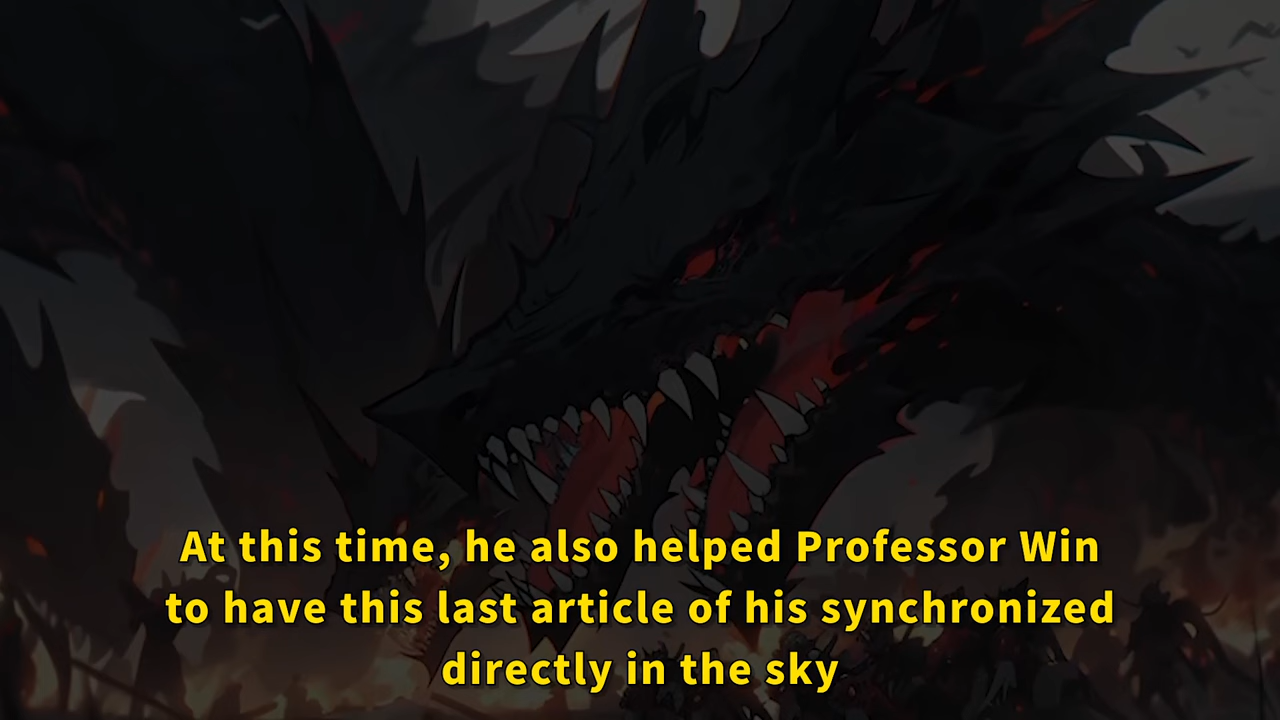 At this time, he also helped Professor Win
to have this last article of his synchronized
directly in the sky